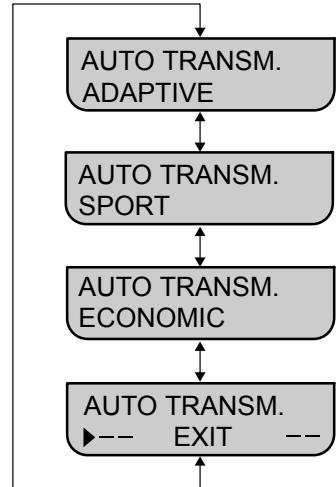 AUTO TRANSM.
ADAPTIVE
AUTO TRANSM.
SPORT
AUTO TRANSM.
ECONOMIC
AUTO TRANSM.
▶-- EXIT --